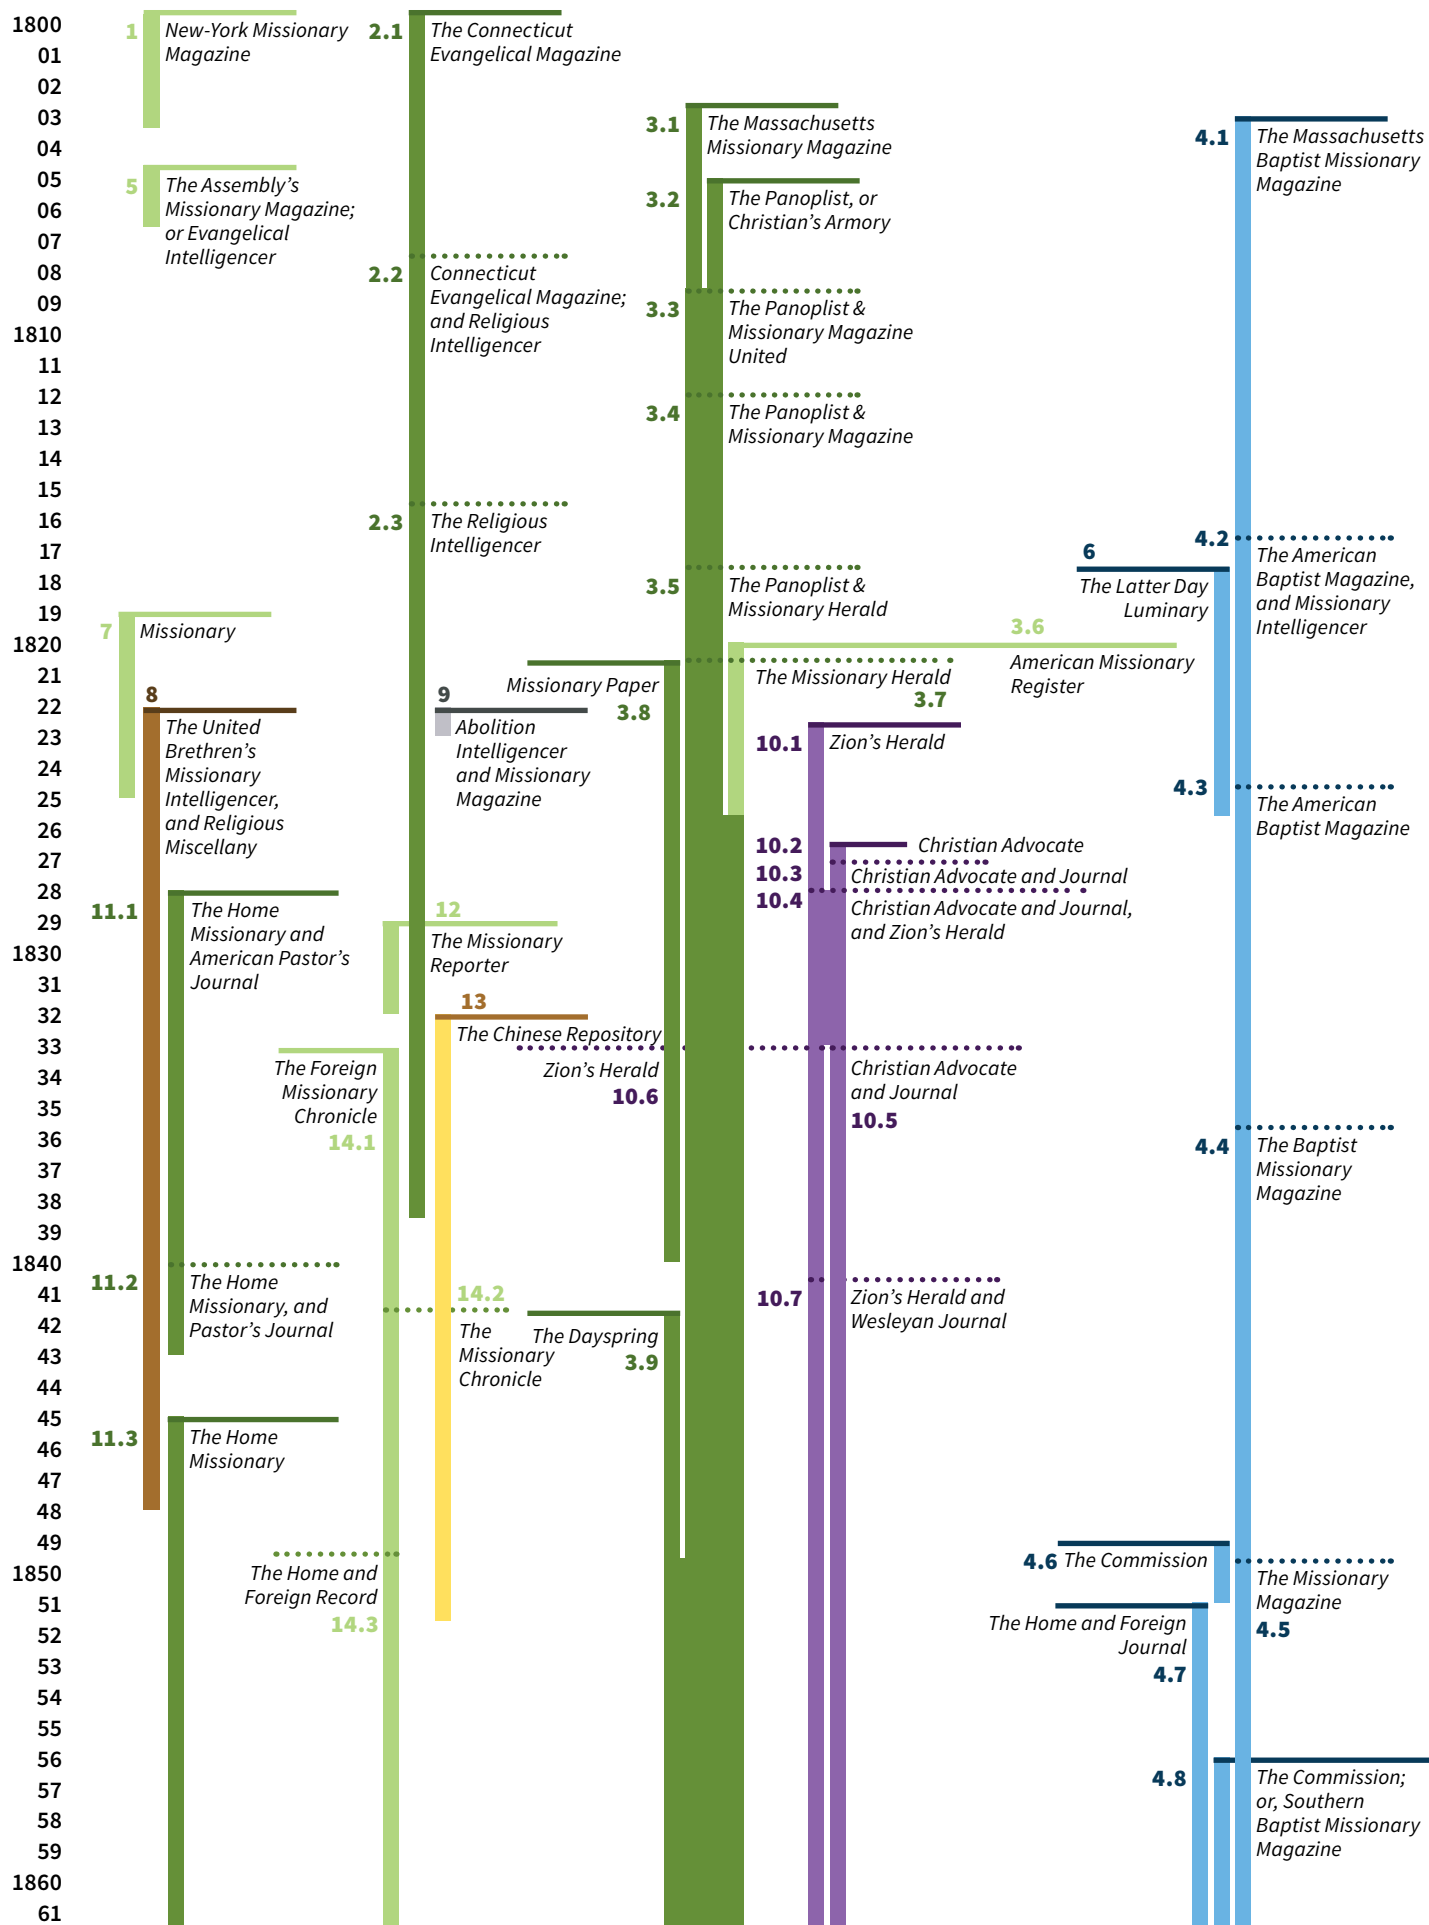 1800
01
02
03
04
05
06
07
08
09
1810
11
12
13
14
15
16
17
18
19
1820
21
22
23
24
25
26
27
28
29
1830
31
32
33
34
35
36
37
38
39
1840
41
42
43
44
45
46
47
48
49
1850
51
52
53
54
55
56
57
58
59
1860
61
1
New-York Missionary
Magazine
5
The Assembly's
Missionary Magazine;
or Evangelical
Intelligencer
7
Missionary
8
The United
Brethren's
Missionary
Intelligencer,
and Religious
Miscellany
11.1
The Home
Missionary and
American Pastor's
Journal
11.2
The Home
Missionary, and
Pastor's Journal
11.3
The Home
Missionary
2.1
The Connecticut
Evangelical Magazine
2.2
Connecticut
Evangelical Magazine;
and Religious
Intelligencer
2.3
The Religious
Intelligencer
9
Abolition
Intelligencer
and Missionary
Magazine
12
The Missionary
Reporter
13
The Chinese Repository
The Foreign
Missionary
Chronicle
14.1
14.2
The
Missionary
Chronicle
The Home and
Foreign Record
14.3
3.1
The Massachusetts
Missionary Magazine
3.2
The Panoplist, or
Christian's Armory
3.3
The Panoplist &
Missionary Magazine
United
3.4
The Panoplist &
Missionary Magazine
3.5
The Panoplist &
Missionary Herald
3.6
American Missionary
Register
The Missionary Herald
3.7
Missionary Paper
3.8
The Dayspring
3.9
10.1
Zion's Herald
10.2
Christian Advocate
10.3
Christian Advocate and Journal
10.4
Christian Advocate and Journal,
and Zion's Herald
Christian Advocate
and Journal
10.5
Zion's Herald
10.6
10.7
Zion's Herald and
Wesleyan Journal
4.1
The Massachusetts
Baptist Missionary
Magazine
6
The Latter Day
Luminary
4.2
The American
Baptist Magazine,
and Missionary
Intelligencer
4.3
The American
Baptist Magazine
4.4
The Baptist
Missionary
Magazine
The Missionary
Magazine
4.5
4.6
The Commission
The Home and Foreign
Journal
4.7
4.8
The Commission;
or, Southern
Baptist Missionary
Magazine